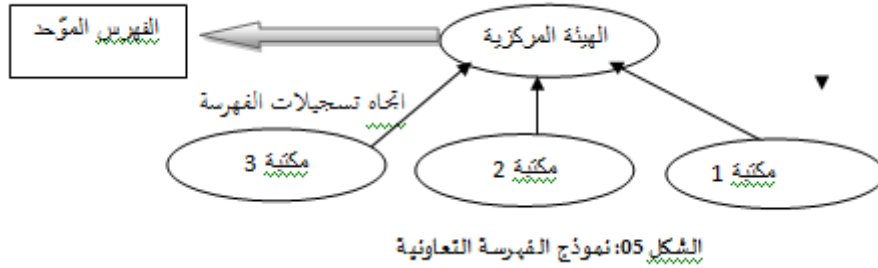 الهيئة المركزية
الفهرس الموّحد
اتجاه تسجيلات الفهرسة
مكتبة 1
مكتبة 2
مكتبة 3
الشكل 05: نموذج الفهرسة التعاونية